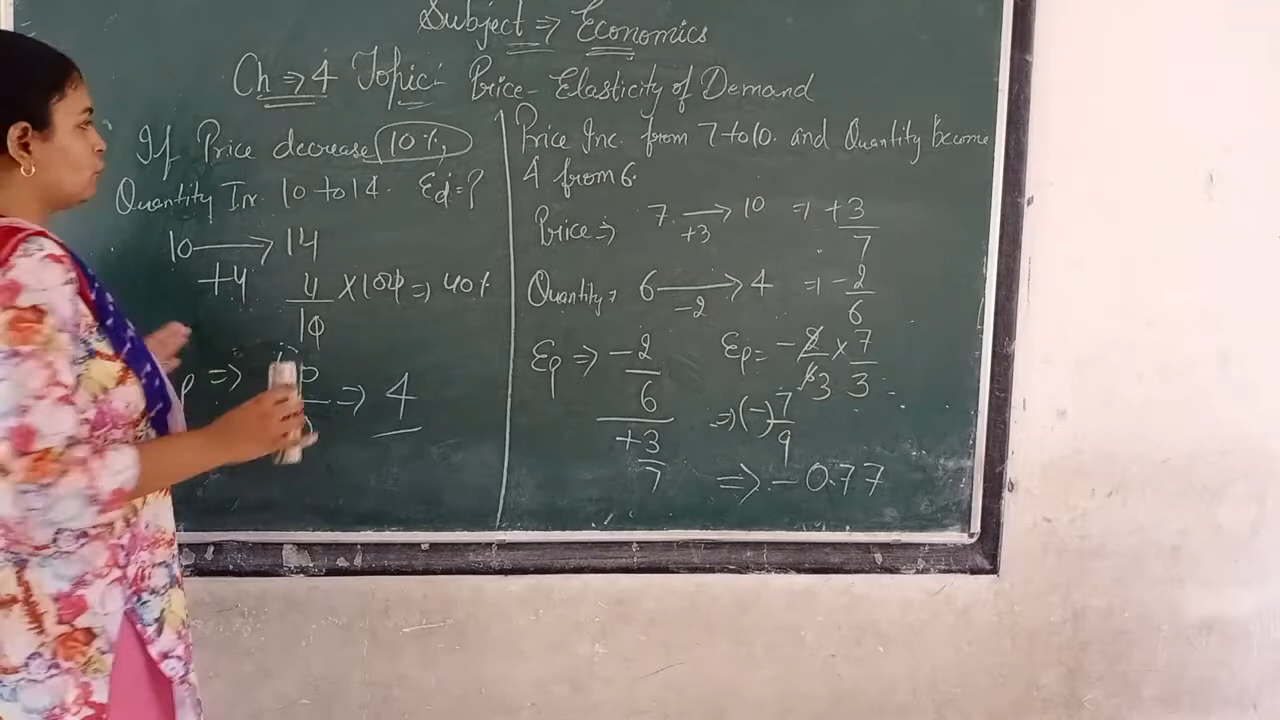 Subject ⇒ Economics
Ch ⇒ 4 Topic:- Price-Elasticity of Demand
If Price decrease 10%,
Quantity In. 10 to 14. Ed=?
10 → 14
+4
4/10 × 100 ⇒ 40%
p ⇒
⇒ 4
Price Inc. from 7 to 10. and Quantity become
4 from 6.
Price ⇒ 7 → 10 ⇒ +3/7
+3
Quantity ⇒ 6 → 4 ⇒ -2/6
-2
Ep ⇒ -2/6
+3/7
Ep = -2/6 3 × 7/3
⇒ (-) 7/9
⇒ -0.77